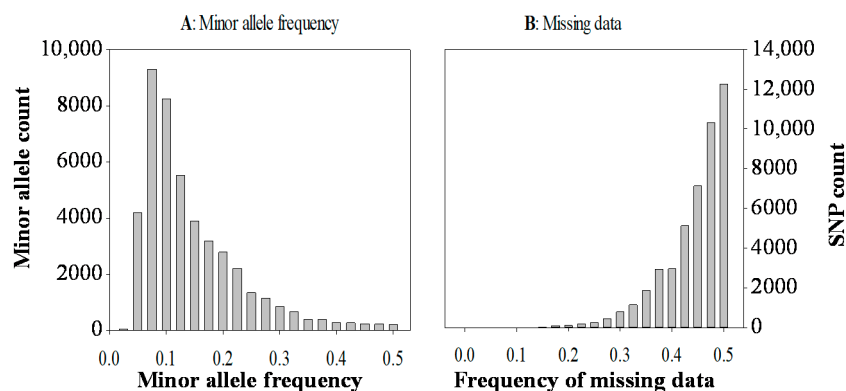 A: Minor allele frequency
10,000
8000
6000
4000
2000
0
Minor allele count
0.0 0.1 0.2 0.3 0.4 0.5
Minor allele frequency
B: Missing data
14,000
12,000
10,000
8000
6000
4000
2000
0
SNP count
0.0 0.1 0.2 0.3 0.4 0.5
Frequency of missing data